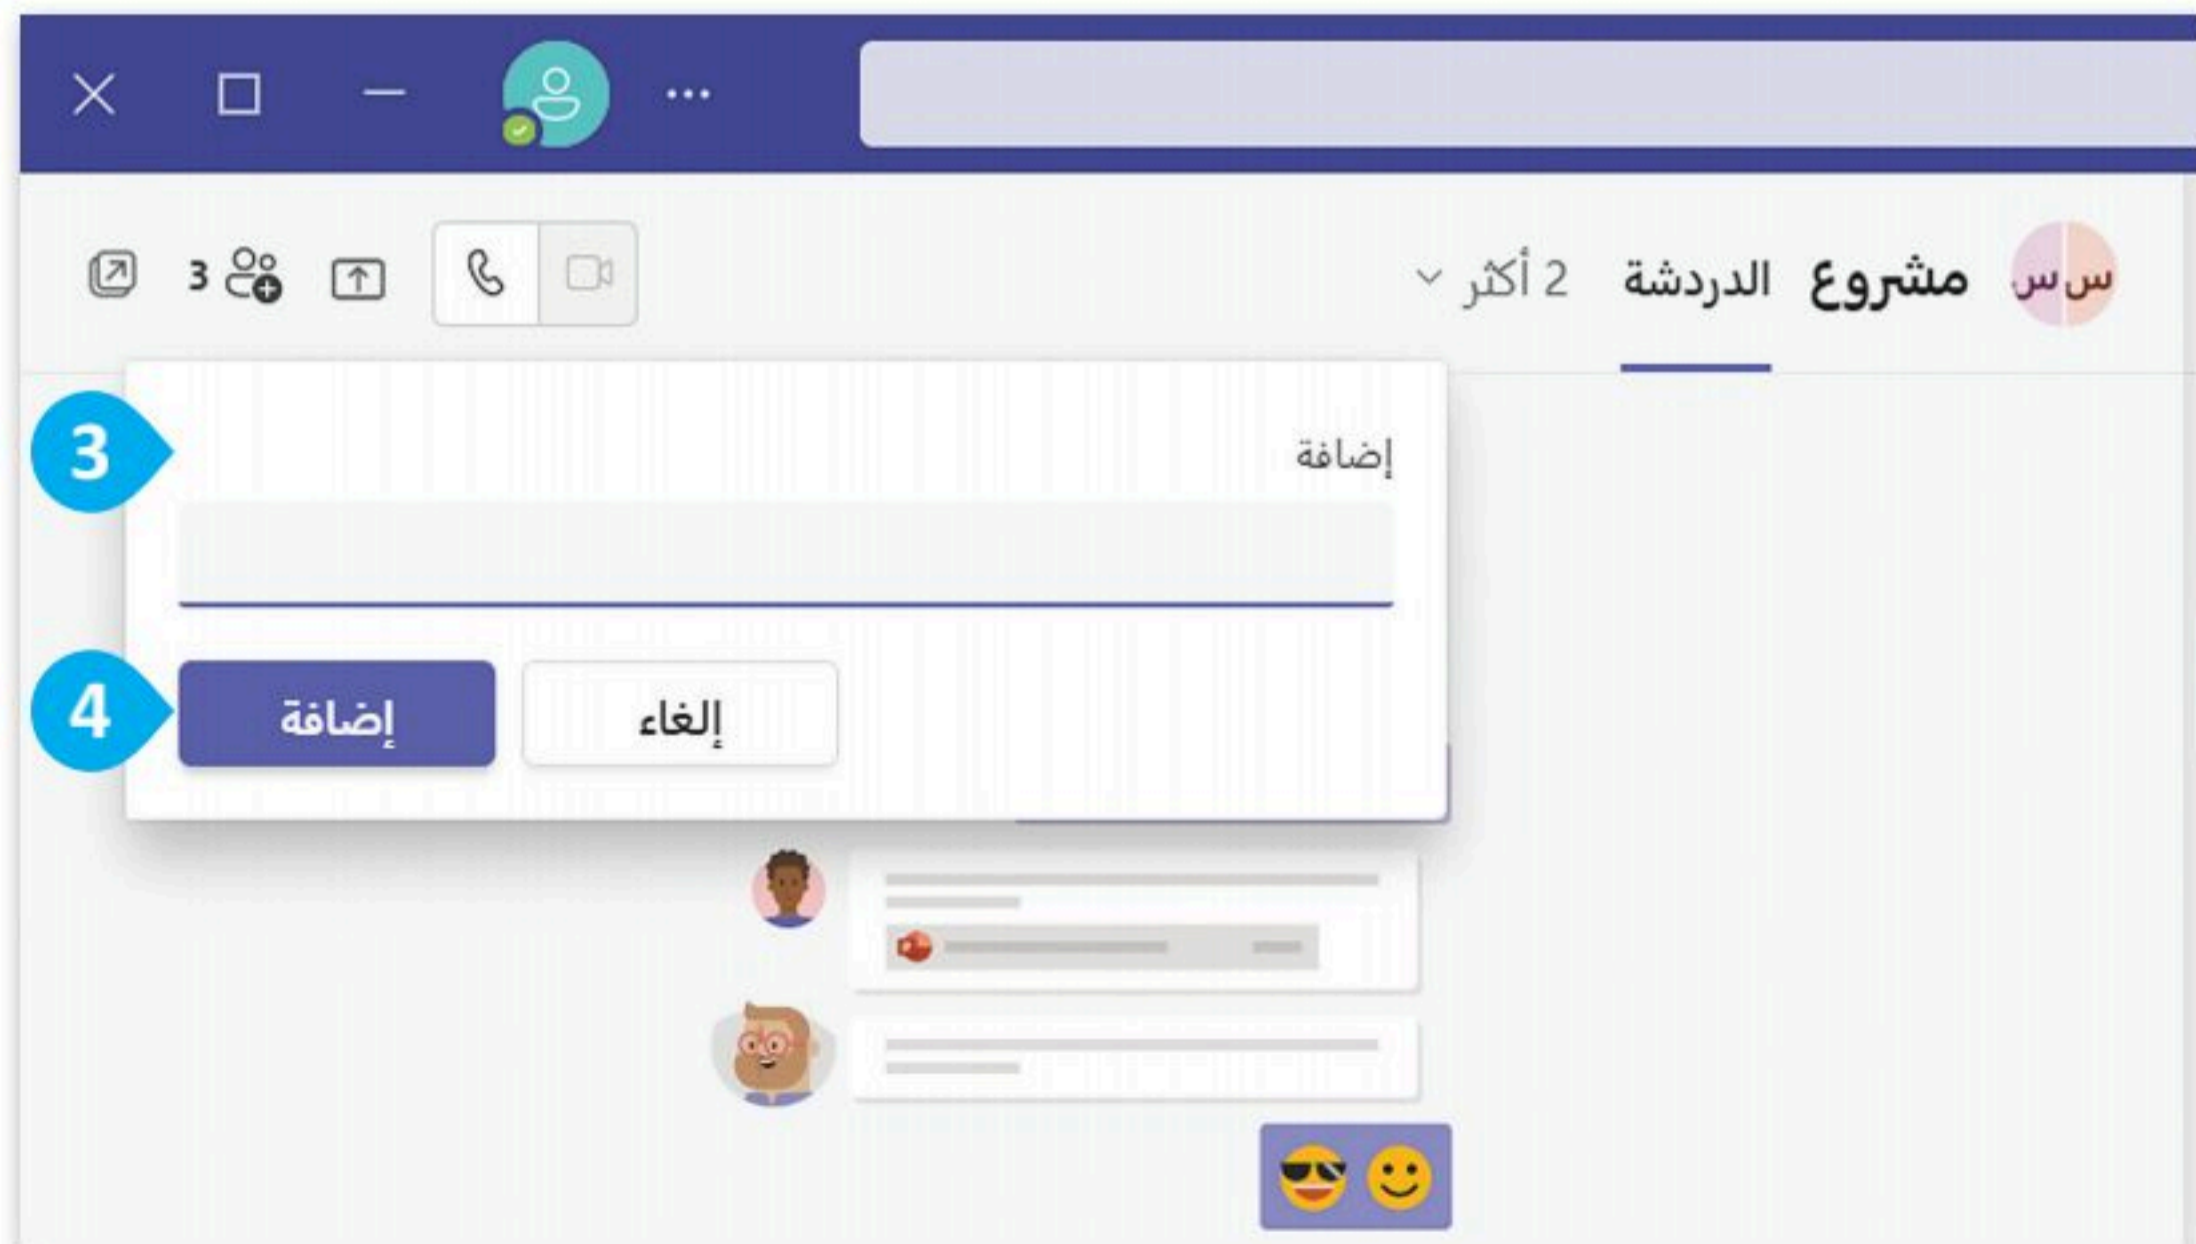 س س مشروع الدردشة 2 أكثر 3
3
إضافة
4
إلغاء إضافة